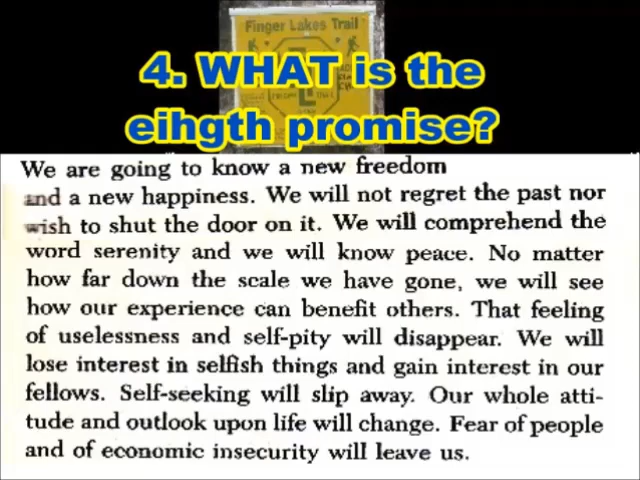 Finger Lakes Trail
4. WHAT is the
eihgth promise?
We are going to know a new freedom
and a new happiness. We will not regret the past nor
wish to shut the door on it. We will comprehend the
word serenity and we will know peace. No matter
how far down the scale we have gone, we will see
how our experience can benefit others. That feeling
of uselessness and self-pity will disappear. We will
lose interest in selfish things and gain interest in our
fellows. Self-seeking will slip away. Our whole atti-
tude and outlook upon life will change. Fear of people
and of economic insecurity will leave us.